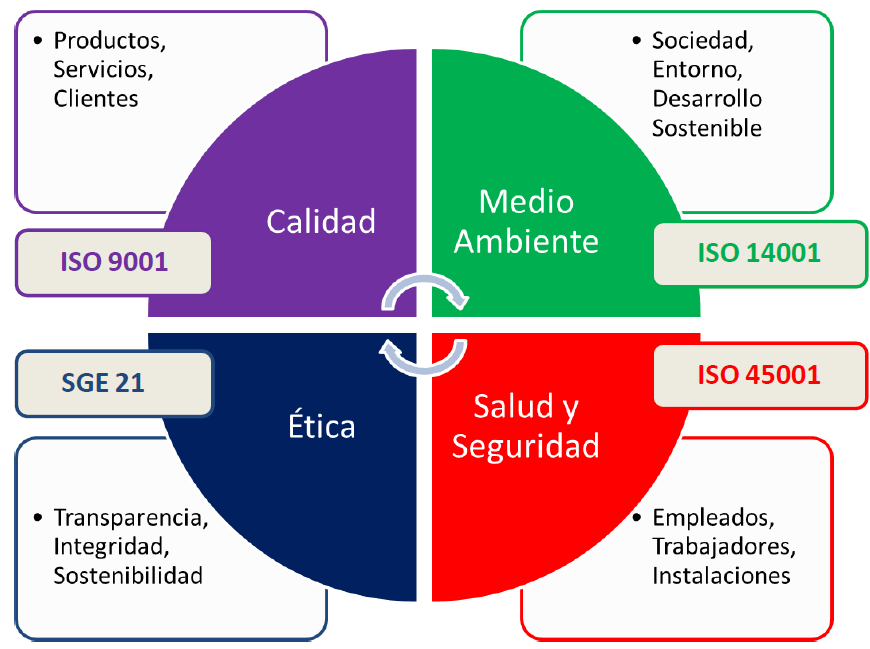 • Productos,
Servicios,
Clientes
Calidad
ISO 9001
• Sociedad,
Entorno,
Desarrollo
Sostenible
Medio
Ambiente
ISO 14001
SGE 21
Ética
• Transparencia,
Integridad,
Sostenibilidad
ISO 45001
Salud y
Seguridad
• Empleados,
Trabajadores,
Instalaciones